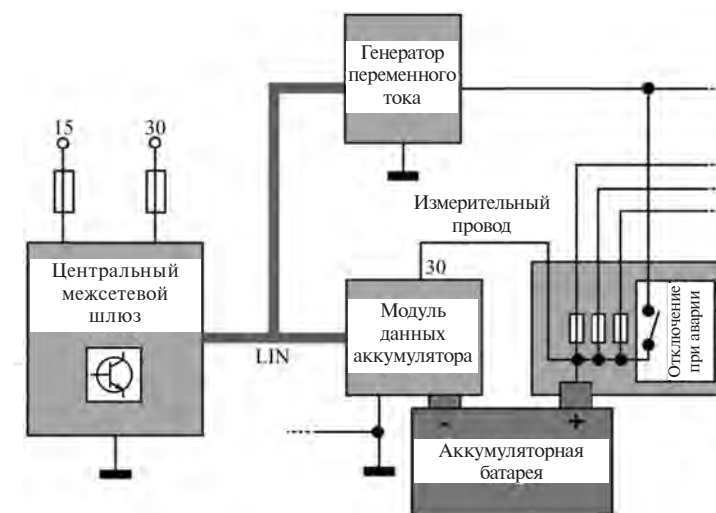 Генератор
переменного
тока
15
30
Измерительный
провод
30
Центральный
межсетевой
шлюз
Модуль
данных
аккумулятора
LIN
Отключение
при аварии
-
+
Аккумуляторная
батарея